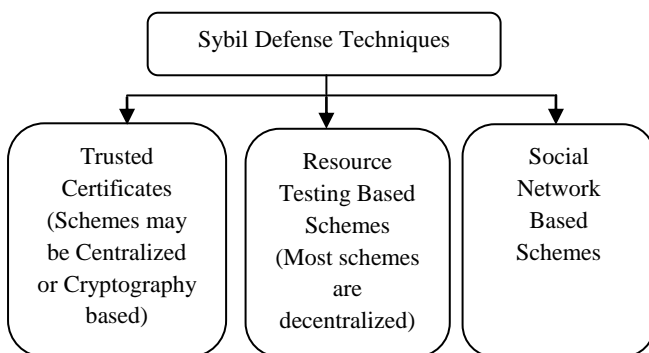 Sybil Defense Techniques
Trusted
Certificates
(Schemes may
be Centralized
or Cryptography
based)
Resource
Testing Based
Schemes
(Most schemes
are
decentralized)
Social
Network
Based
Schemes